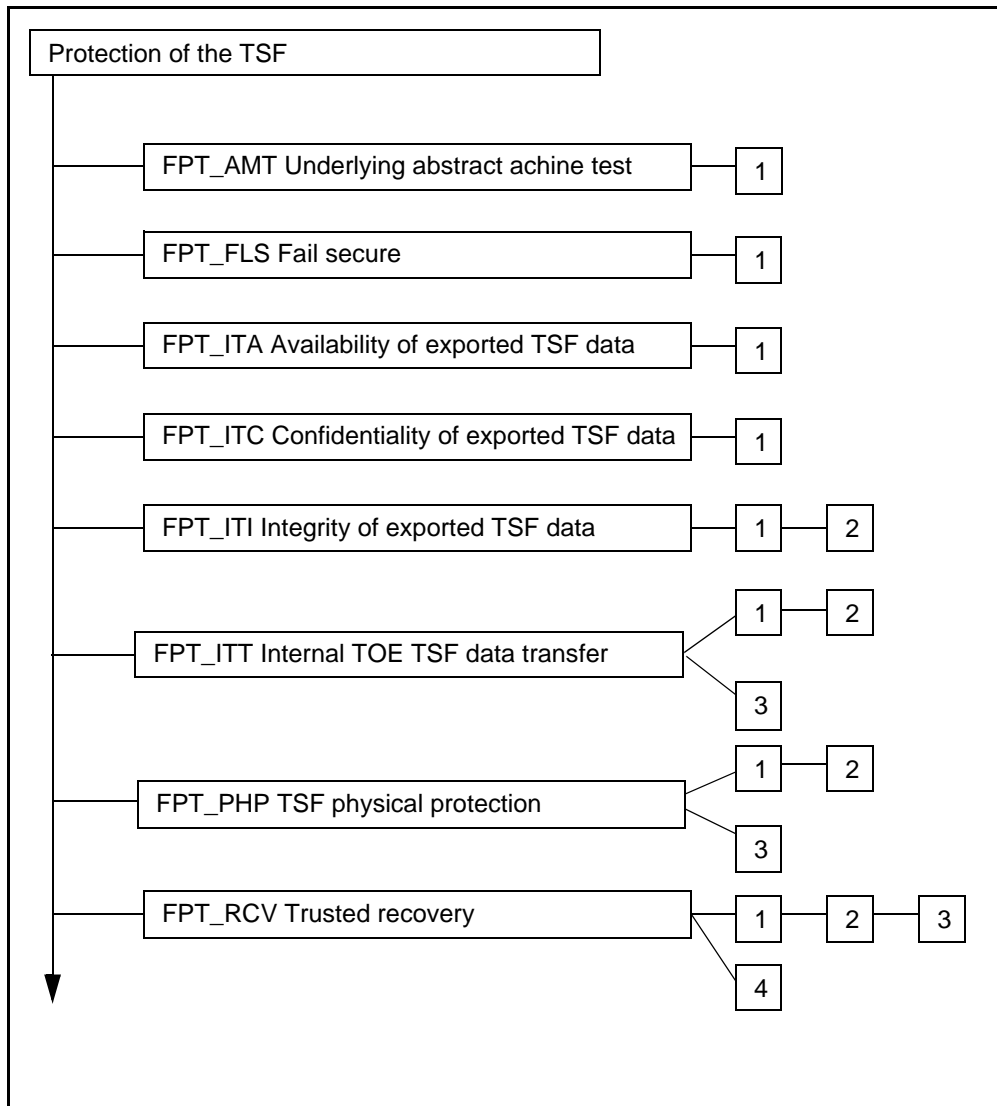 Protection of the TSF
FPT_AMT Underlying abstract achine test 1
FPT_FLS Fail secure 1
FPT_ITA Availability of exported TSF data 1
FPT_ITC Confidentiality of exported TSF data 1
FPT_ITI Integrity of exported TSF data 1 2
1 2
FPT_ITT Internal TOE TSF data transfer
3
1 2
FPT_PHP TSF physical protection
3
FPT_RCV Trusted recovery 1 2 3
4